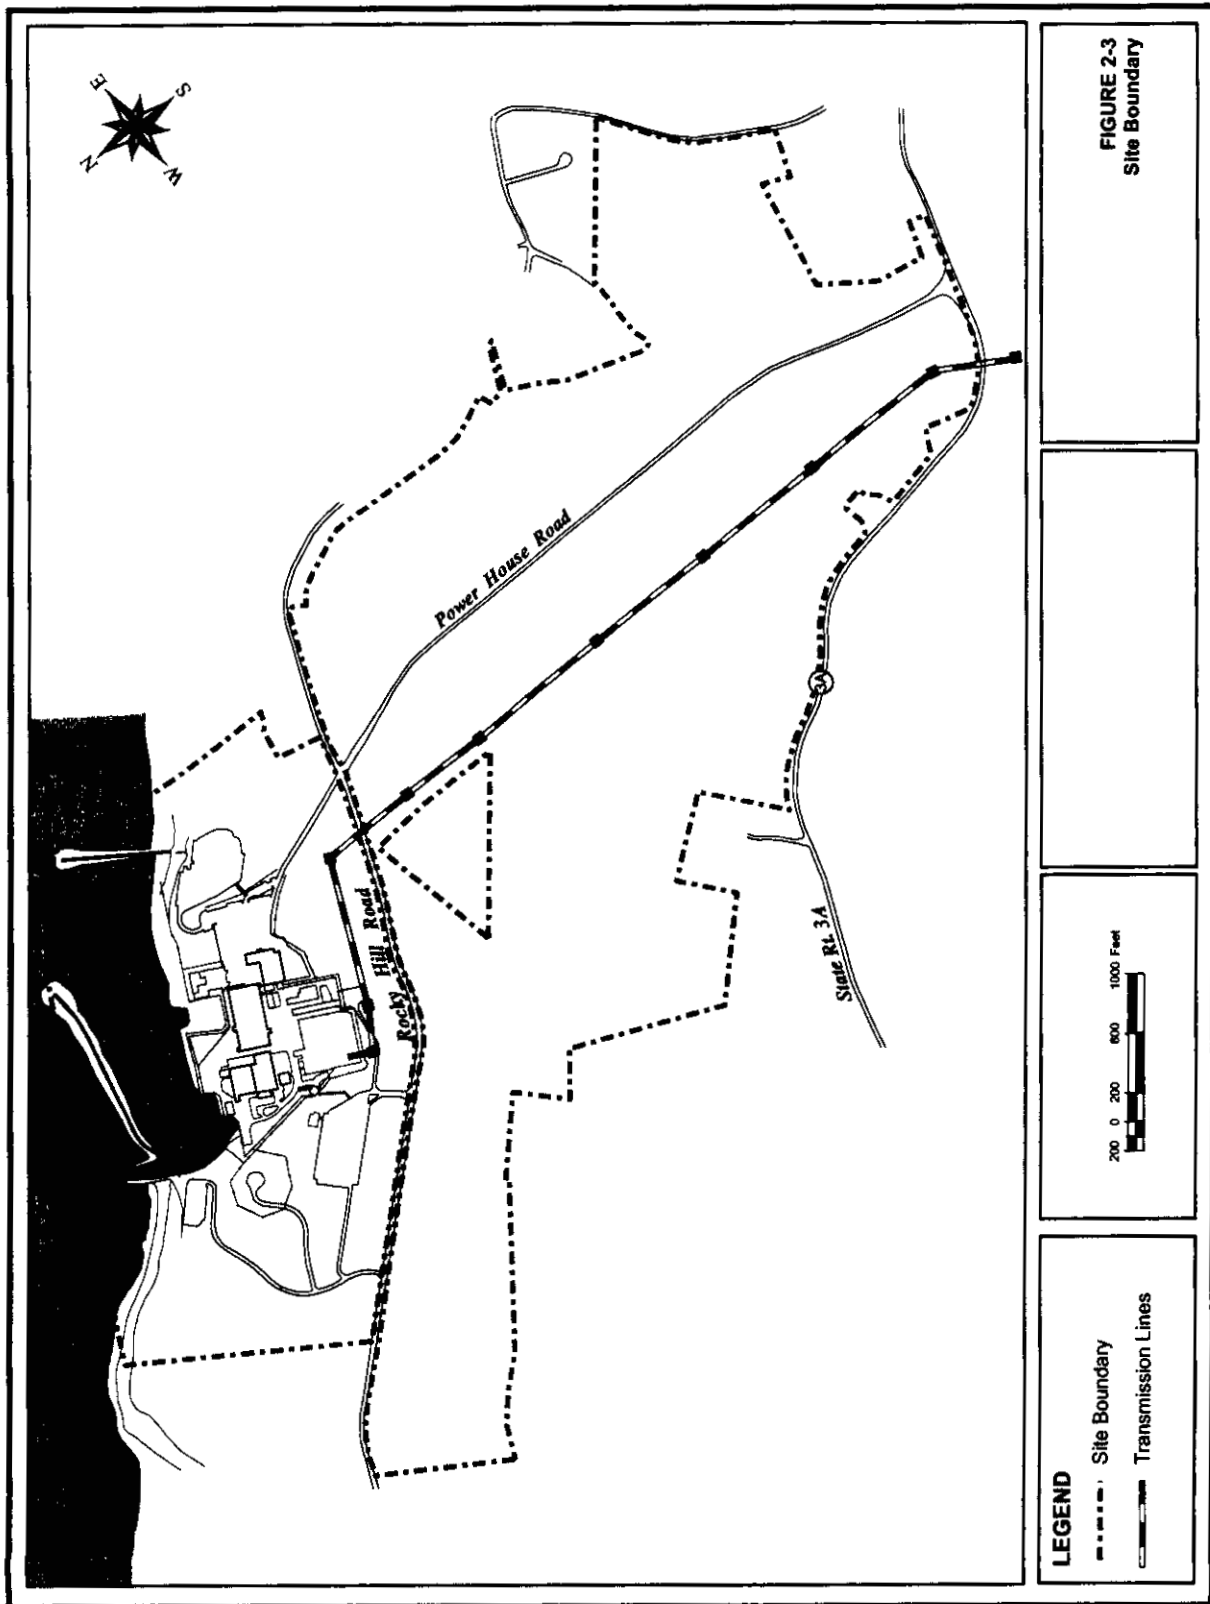 N
E
S
W
Power House Road
Rocky Hill Road
3A
State Rt. 3A
LEGEND
Site Boundary
Transmission Lines
200 0 200 600 1000 Feet
FIGURE 2-3
Site Boundary